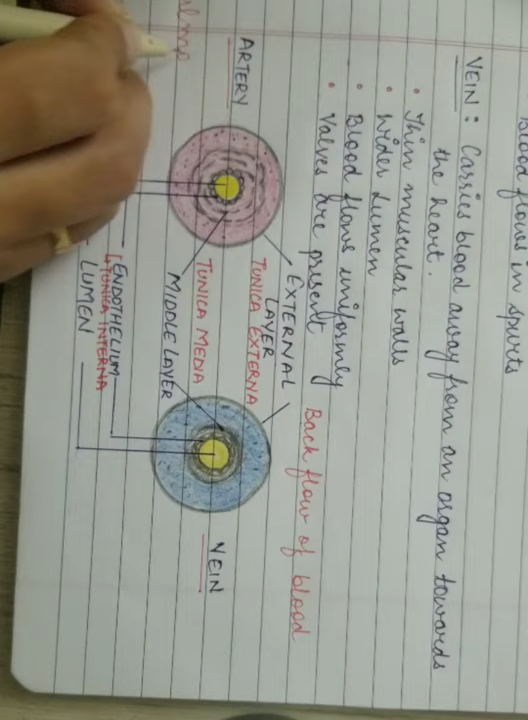 Blood flows in spurts
VEIN : Carries blood away from an organ towards
the heart.
• Thin muscular walls
• Wider Lumen
• Blood flows uniformly
• Valves are present Back flow of blood
EXTERNAL
LAYER
TUNICA EXTERNA
ARTERY
VEIN
TUNICA MEDIA
MIDDLE LAYER
ENDOTHELIUM
TUNICA INTERNA
LUMEN